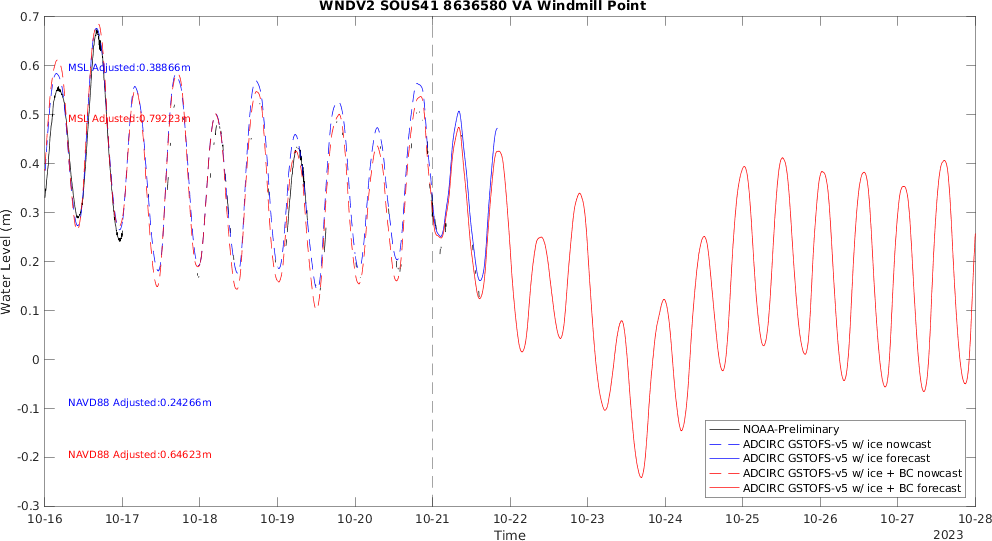 WNDV2 SOUS41 8636580 VA Windmill Point
0.7
0.6
0.5
0.4
0.3
0.2
0.1
0
-0.1
-0.2
-0.3
Water Level (m)
MSL Adjusted:0.38866m
MSL Adjusted:0.79223m
NAVD88 Adjusted:0.24266m
NAVD88 Adjusted:0.64623m
NOAA-Preliminary
ADCIRC GSTOFS-v5 w/ ice nowcast
ADCIRC GSTOFS-v5 w/ ice forecast
ADCIRC GSTOFS-v5 w/ ice + BC nowcast
ADCIRC GSTOFS-v5 w/ ice + BC forecast
10-16 10-17 10-18 10-19 10-20 10-21 10-22 10-23 10-24 10-25 10-26 10-27 10-28
Time
2023